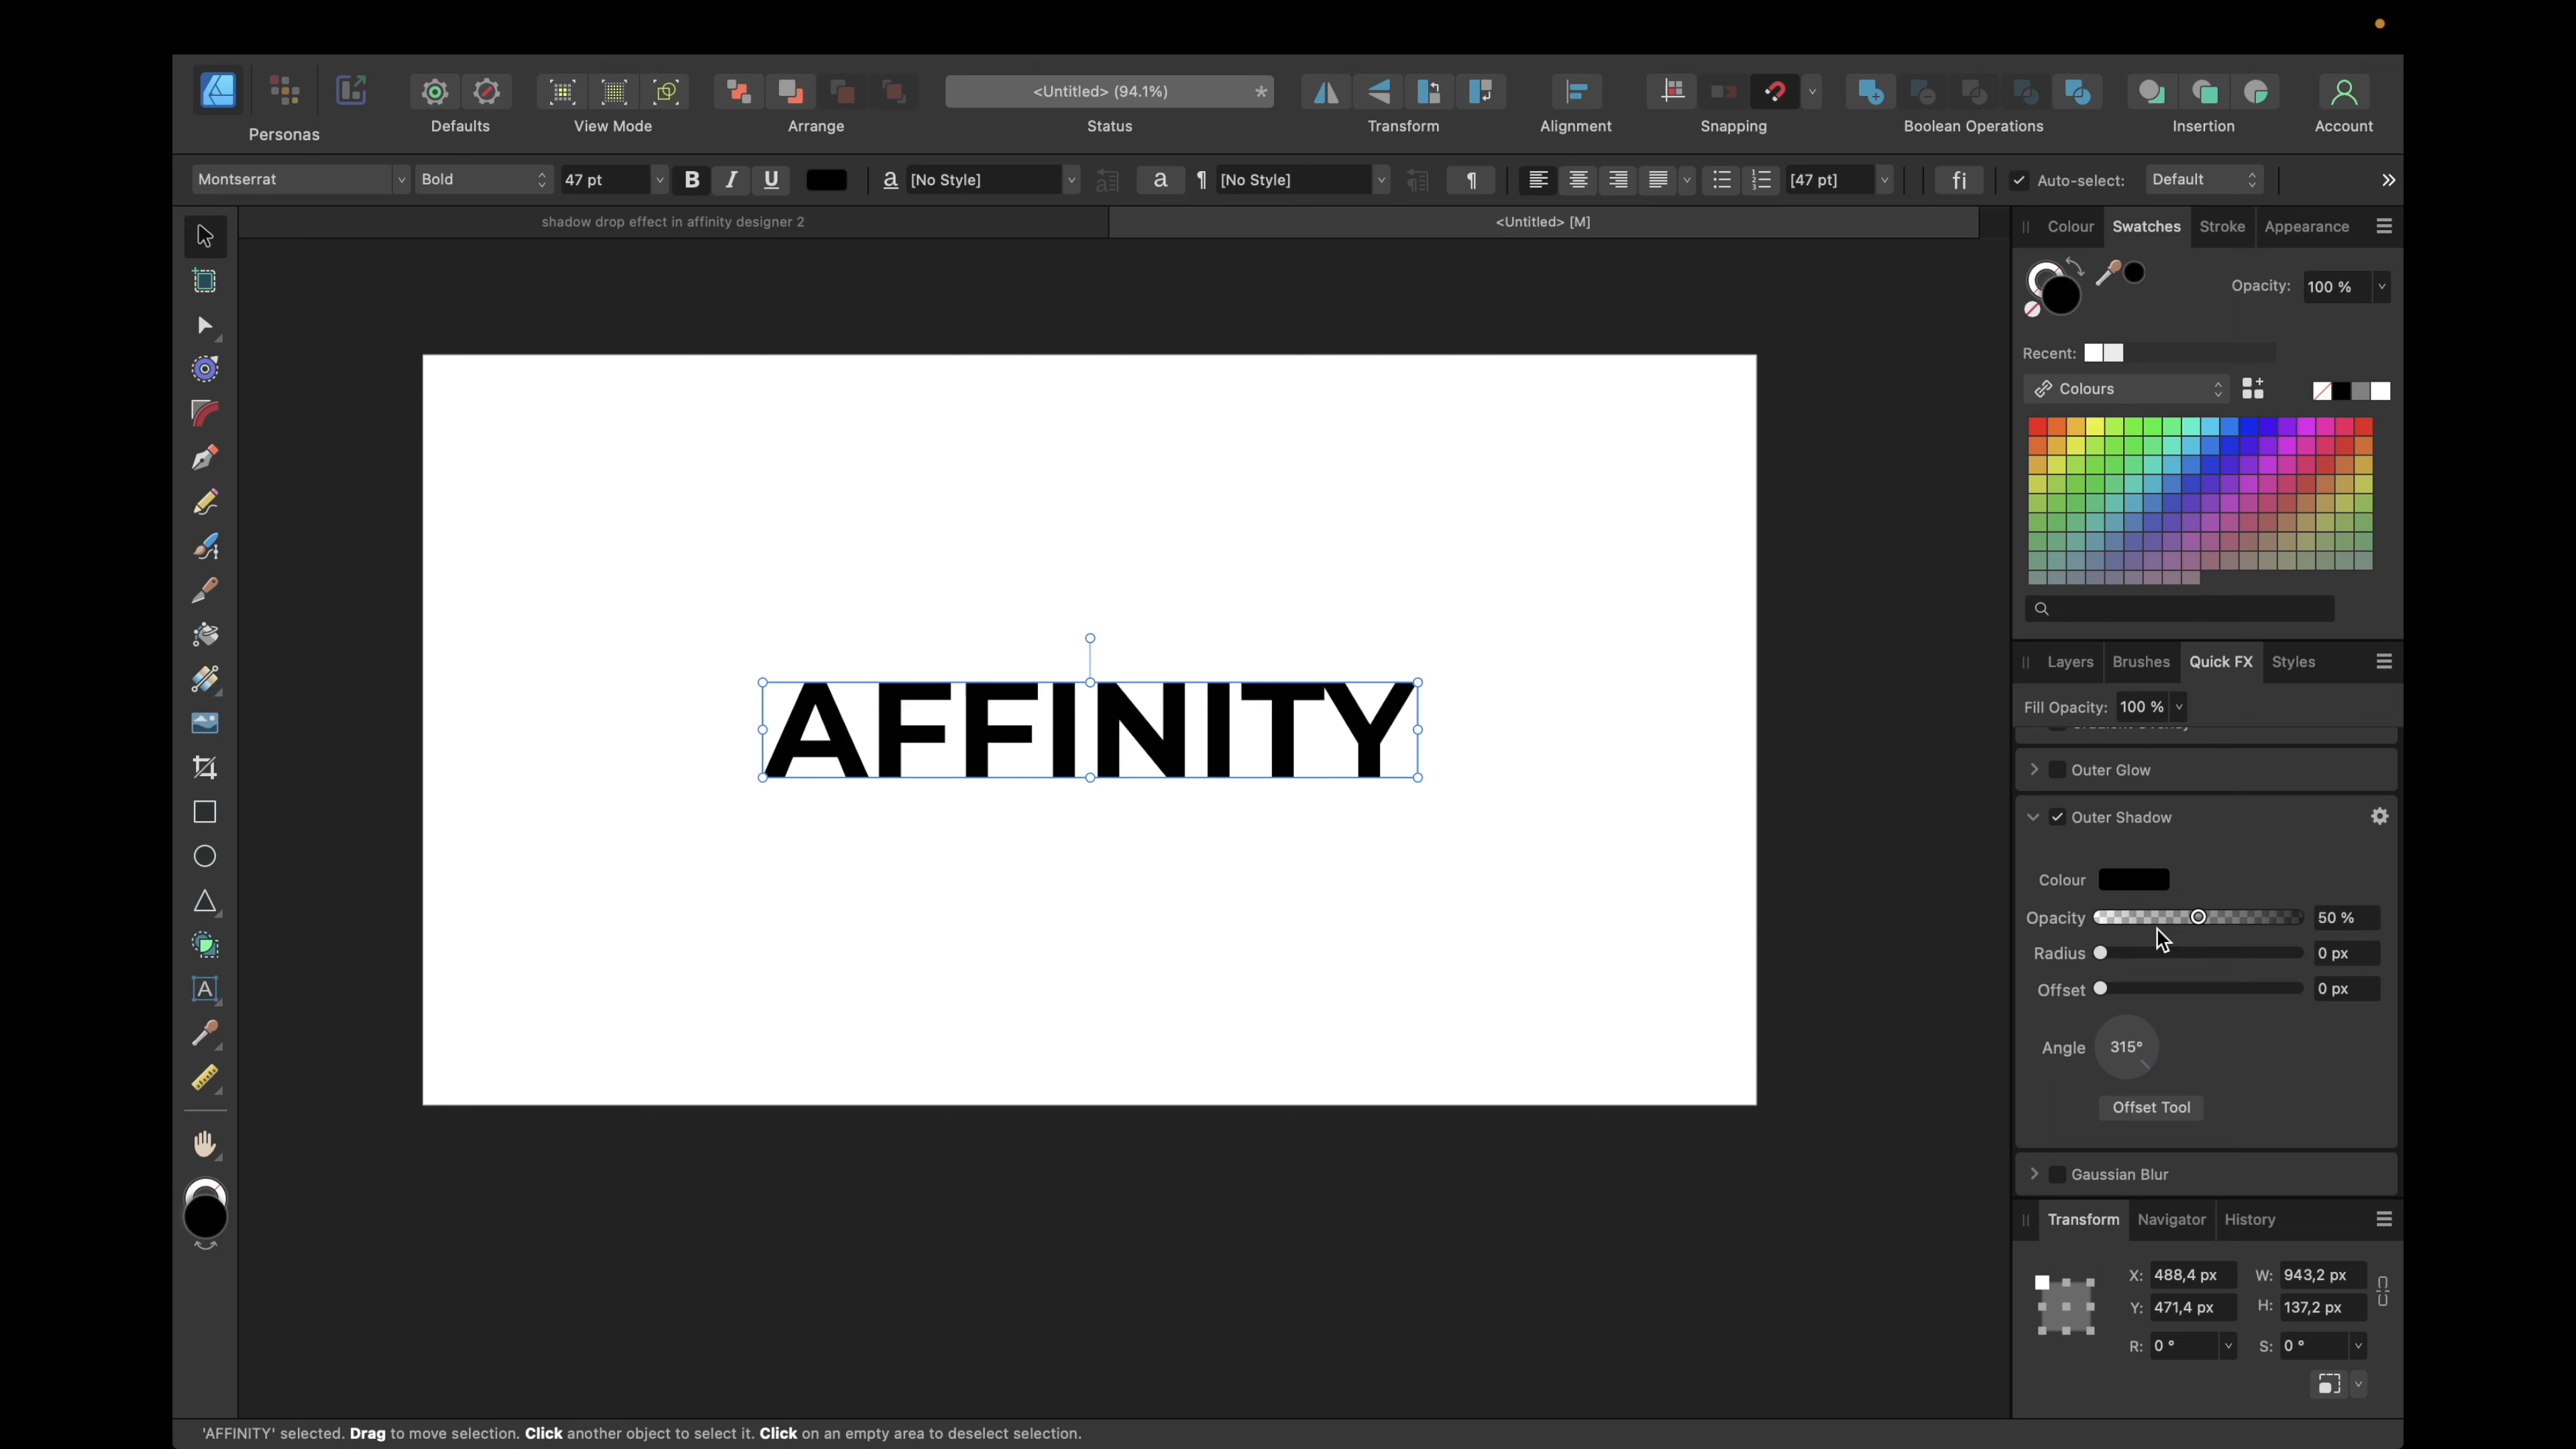 <Untitled> (94.1%) *
Personas Defaults View Mode Arrange Status Transform Alignment Snapping Boolean Operations Insertion Account
Montserrat Bold 47 pt B I U a [No Style] a ¶ [No Style] ¶ [47 pt] fi Auto-select: Default »
shadow drop effect in affinity designer 2 <Untitled> [M]
Colour Swatches Stroke Appearance
Opacity: 100 %
Recent:
Colours
AFFINITY
A
Layers Brushes Quick FX Styles
Fill Opacity: 100 %
Outer Glow
Outer Shadow
Colour
Opacity 50 %
Radius 0 px
Offset 0 px
Angle 315°
Offset Tool
Gaussian Blur
Transform Navigator History
X: 488,4 px W: 943,2 px
Y: 471,4 px H: 137,2 px
R: 0 ° S: 0 °
'AFFINITY' selected. Drag to move selection. Click another object to select it. Click on an empty area to deselect selection.